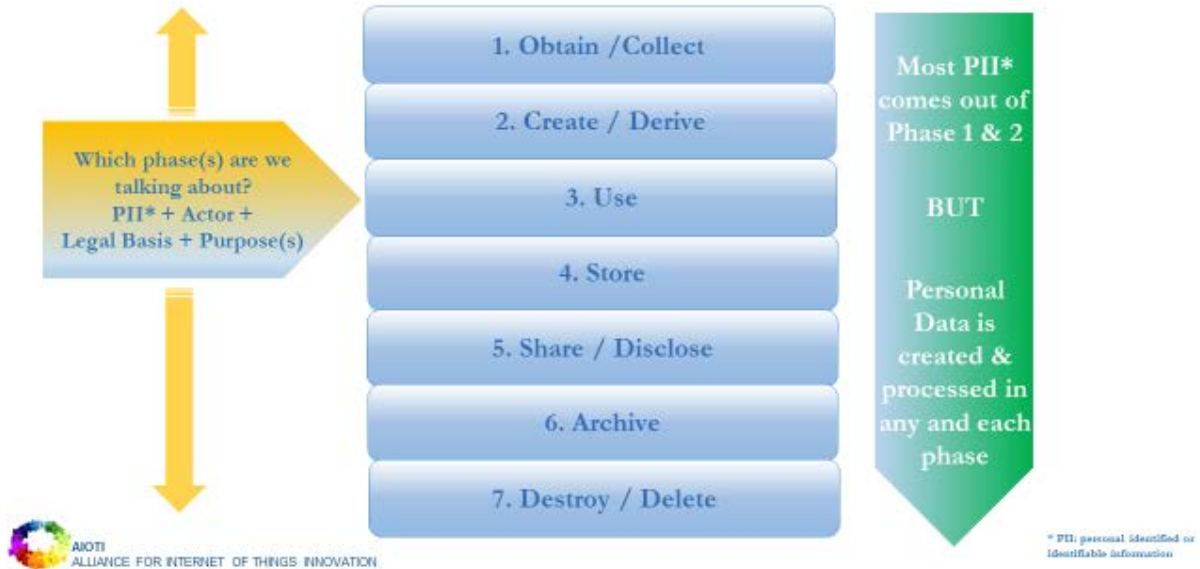 Which phase(s) are we
talking about?
PII* + Actor +
Legal Basis + Purpose(s)
1. Obtain /Collect
2. Create / Derive
3. Use
4. Store
5. Share / Disclose
6. Archive
7. Destroy / Delete
Most PII*
comes out of
Phase 1 & 2
BUT
Personal
Data is
created &
processed in
any and each
phase
AIOTI
ALLIANCE FOR INTERNET OF THINGS INNOVATION
* PII: personal identified or
identifiable information